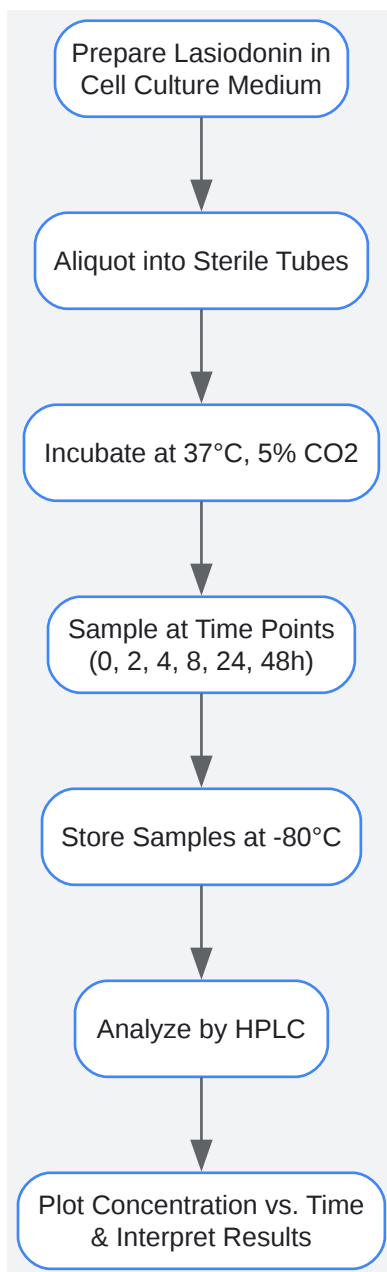 Prepare Lasiodonin in
Cell Culture Medium
Aliquot into Sterile Tubes
Incubate at 37°C, 5% CO2
Sample at Time Points
(0, 2, 4, 8, 24, 48h)
Store Samples at -80°C
Analyze by HPLC
Plot Concentration vs. Time
& Interpret Results